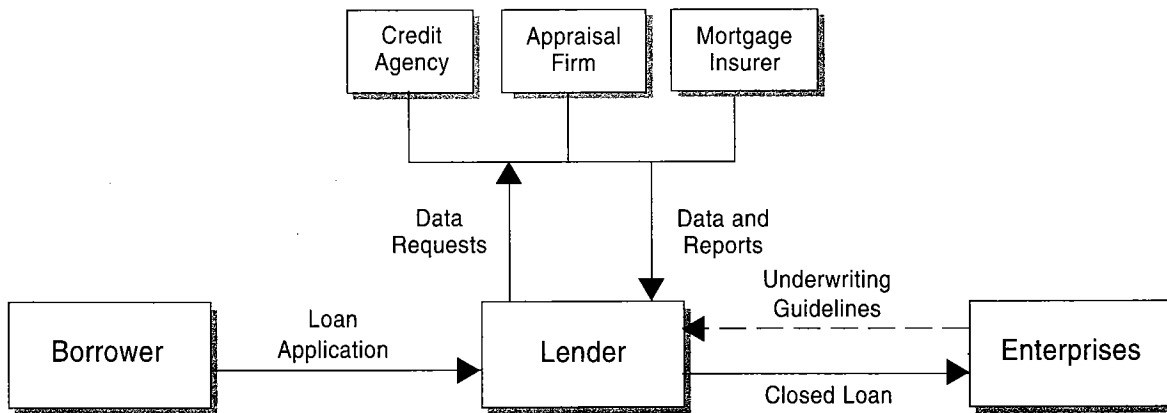 Credit
Agency
Appraisal
Firm
Mortgage
Insurer
Data
Requests
Data and
Reports
Underwriting
Guidelines
Borrower
Loan
Application
Lender
Enterprises
Closed Loan